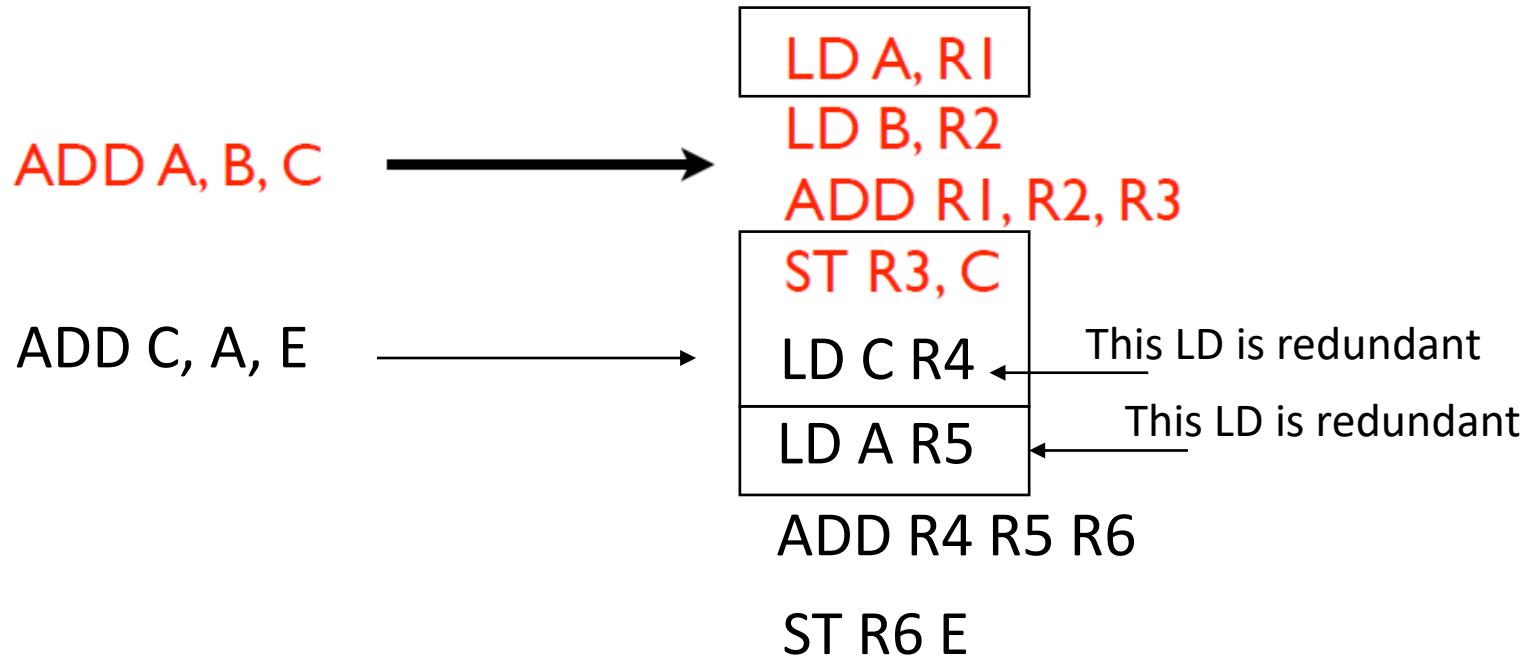 LD A, R1
LD B, R2
ADD A, B, C
ADD R1, R2, R3
ST R3, C
ADD C, A, E
LD C R4
This LD is redundant
LD A R5
This LD is redundant
ADD R4 R5 R6
ST R6 E